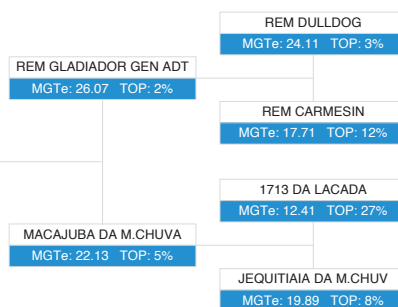 REM DULLDOG
MGTe: 24.11 TOP: 3%
REM GLADIADOR GEN ADT
MGTe: 26.07 TOP: 2%
REM CARMESIN
MGTe: 17.71 TOP: 12%
1713 DA LACADA
MGTe: 12.41 TOP: 27%
MACAJUBA DA M.CHUVA
MGTe: 22.13 TOP: 5%
JEQUITIAIA DA M.CHUV
MGTe: 19.89 TOP: 8%